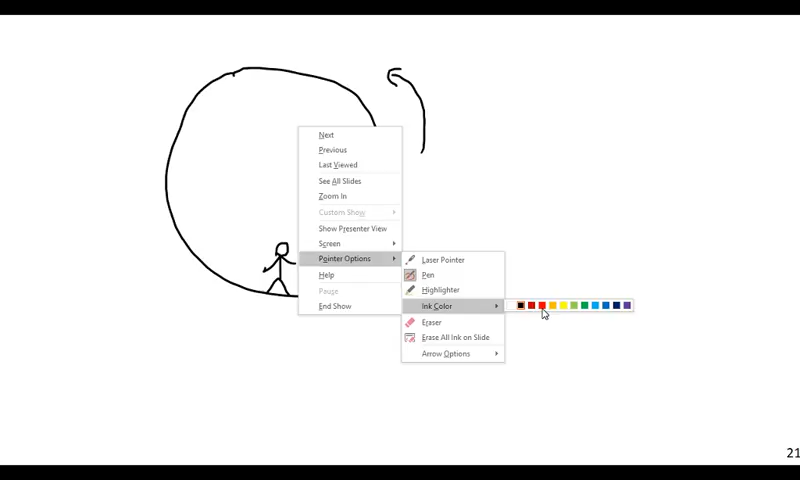 Next
Previous
Last Viewed
See All Slides
Zoom In
Custom Show
Show Presenter View
Screen
Pointer Options
Help
Pause
End Show
Laser Pointer
Pen
Highlighter
Ink Color
Eraser
Erase All Ink on Slide
Arrow Options
21